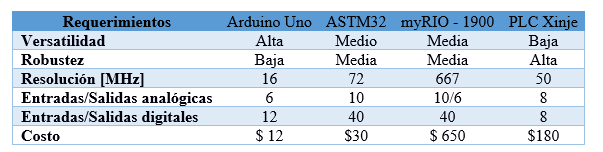 Requerimientos Arduino Uno ASTM32 myRIO - 1900 PLC Xinje
Versatilidad Alta Medio Media Baja
Robustez Baja Media Media Alta
Resolución [MHz] 16 72 667 50
Entradas/Salidas analógicas 6 10 10/6 8
Entradas/Salidas digitales 12 40 40 8
Costo $ 12 $30 $ 650 $180